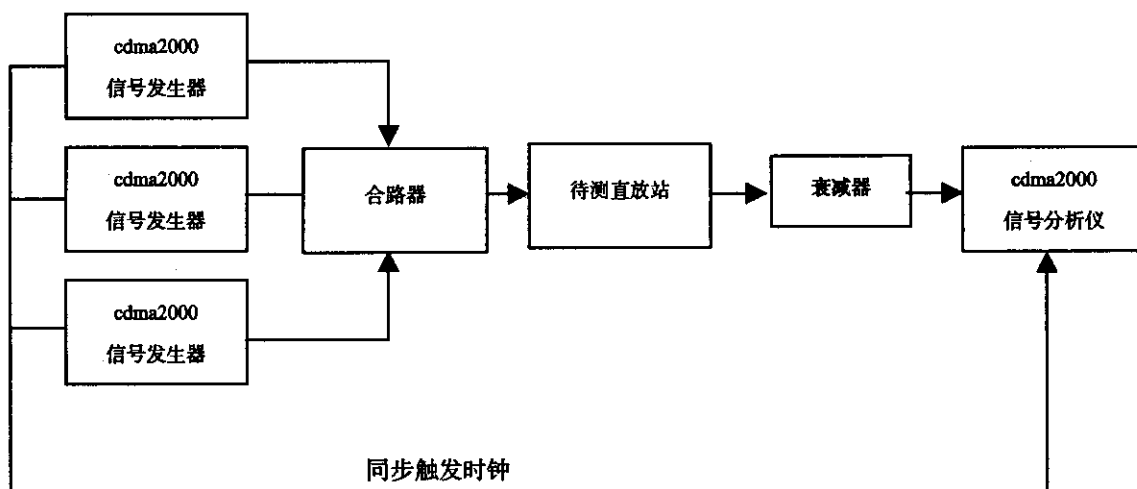 cdma2000
信号发生器
cdma2000
信号发生器
cdma2000
信号发生器
合路器
待测直放站
衰减器
cdma2000
信号分析仪
同步触发时钟